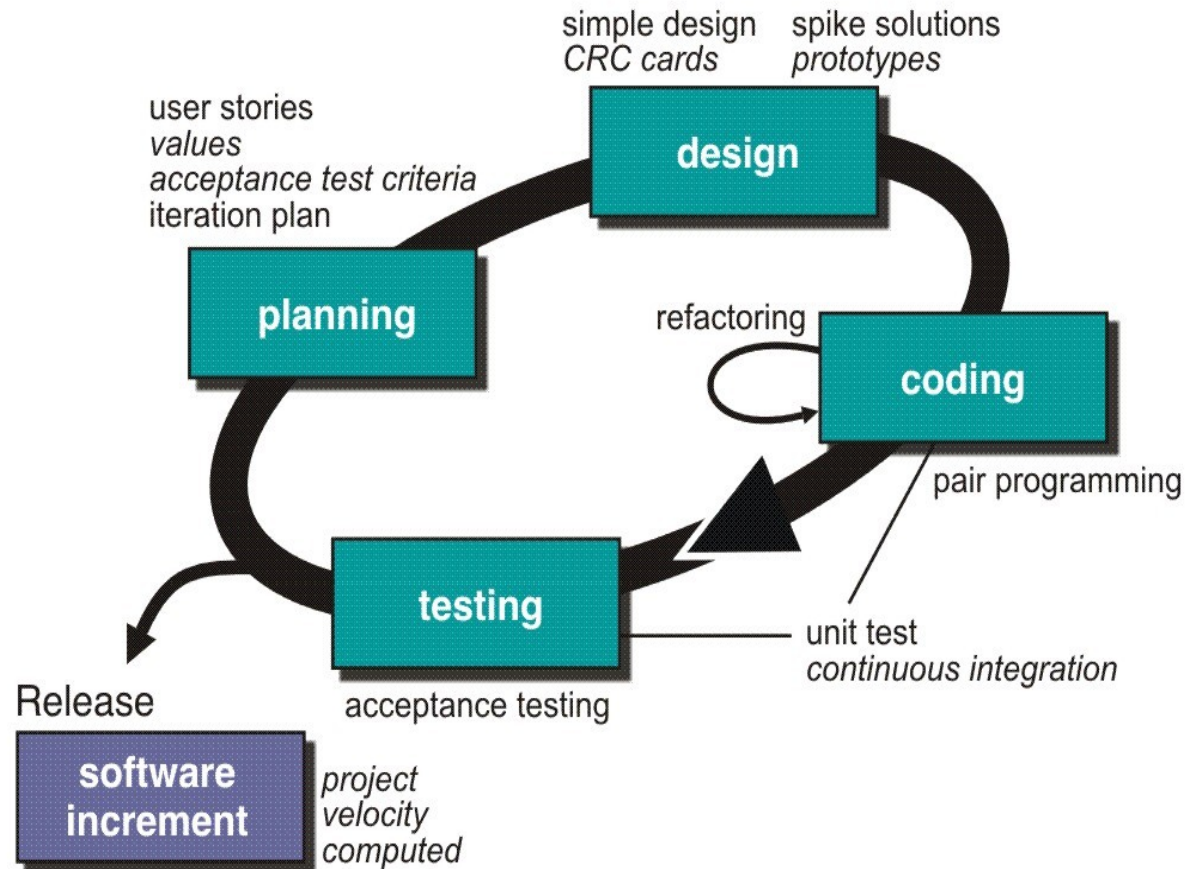 simple design
CRC cards
spike solutions
prototypes
user stories
values
acceptance test criteria
iteration plan
design
planning
refactoring
coding
pair programming
testing
unit test
continuous integration
acceptance testing
Release
software
increment
project
velocity
computed